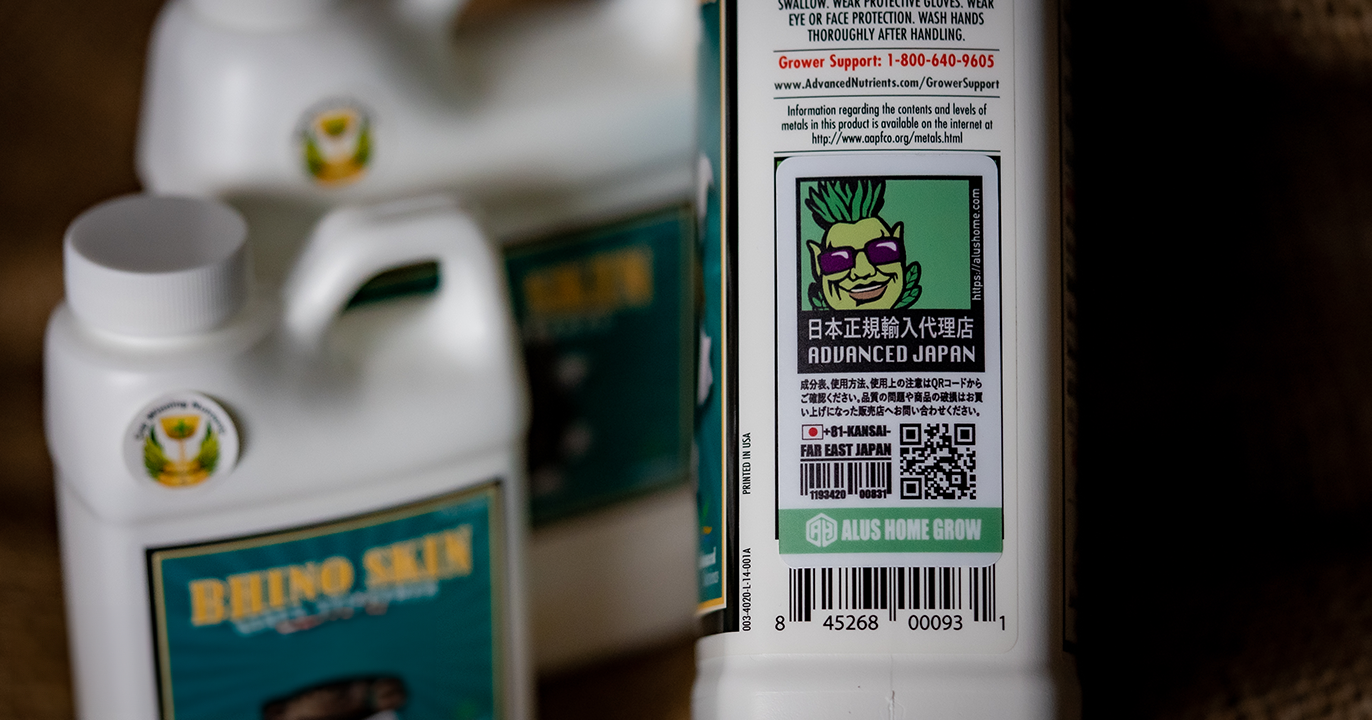 SWALLOW. WEAR PROTECTIVE GLOVES. WEAR
EYE OR FACE PROTECTION. WASH HANDS
THOROUGHLY AFTER HANDLING.
Grower Support: 1-800-640-9605
www.AdvancedNutrients.com/GrowerSupport
Information regarding the contents and levels of
metals in this product is available on the internet at
http://www.aapfco.org/metals.html
https://alushome.com
日本正規輸入代理店
ADVANCED JAPAN
成分表、使用方法、使用上の注意はQRコードから
ご確認ください。品質の問題や商品の破損はお買
い上げになった販売店へお問い合わせください。
+81-KANSAI-
FAR EAST JAPAN
1193420 00831
ALUS HOME GROW
8 45268 00093 1
PRINTED IN USA
003-4020-L-14-001A
RHINO SKIN
SKIN